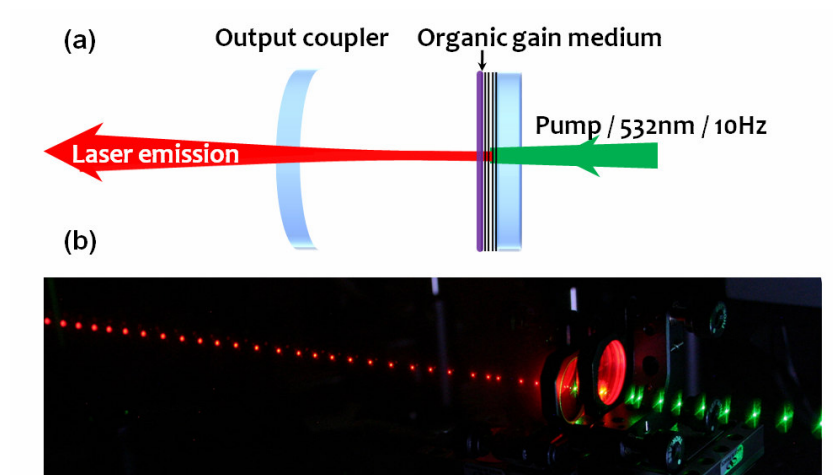 (a)
Output coupler
Organic gain medium
Pump / 532nm / 10Hz
Laser emission
(b)